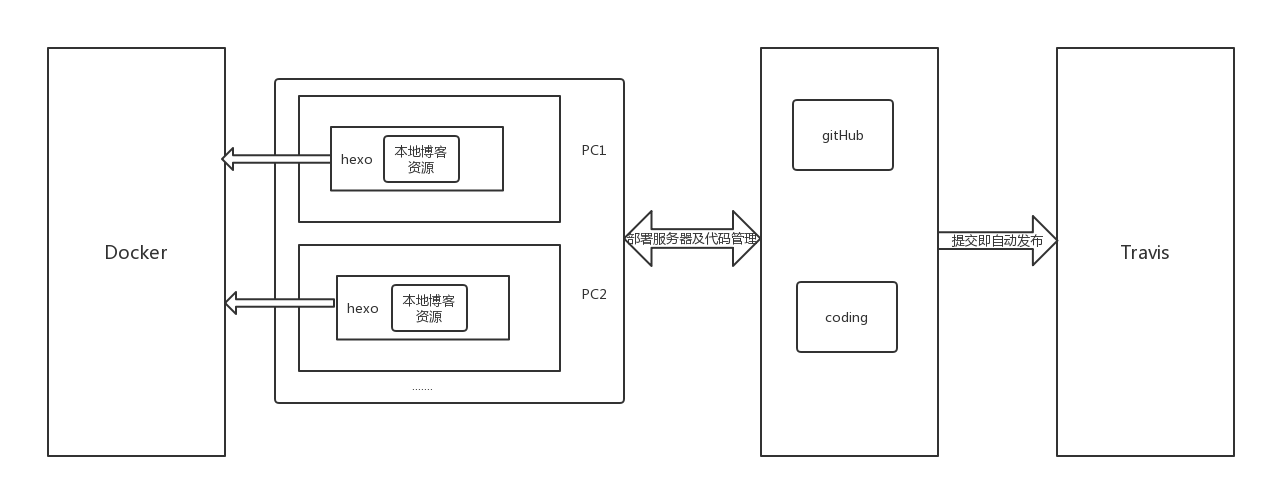 Docker
hexo
本地博客
资源
PC1
hexo
本地博客
资源
PC2
.......
部署服务器及代码管理
gitHub
coding
提交即自动发布
Travis